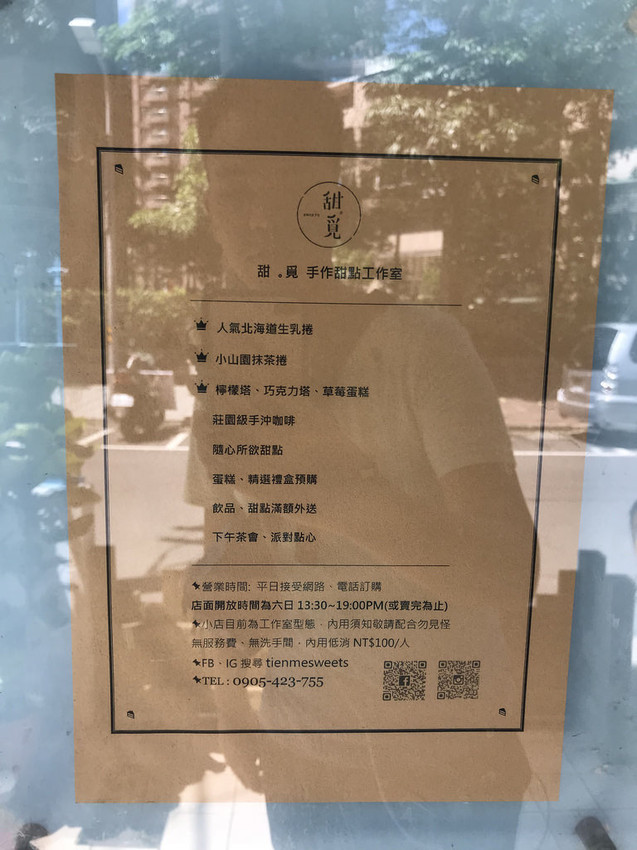 甜
覓
SWEETS
甜 。覓 手作甜點工作室
人氣北海道生乳捲
小山園抹茶捲
檸檬塔、巧克力塔、草莓蛋糕
莊園級手沖咖啡
隨心所欲甜點
蛋糕、精選禮盒預購
飲品、甜點滿額外送
下午茶會、派對點心
營業時間: 平日接受網路、電話訂購
店面開放時間為六日 13:30~19:00PM(或賣完為止)
小店目前為工作室型態，內用須知敬請配合勿見怪
無服務費、無洗手間，內用低消 NT$100/人
FB、IG 搜尋 tienmesweets
TEL : 0905-423-755